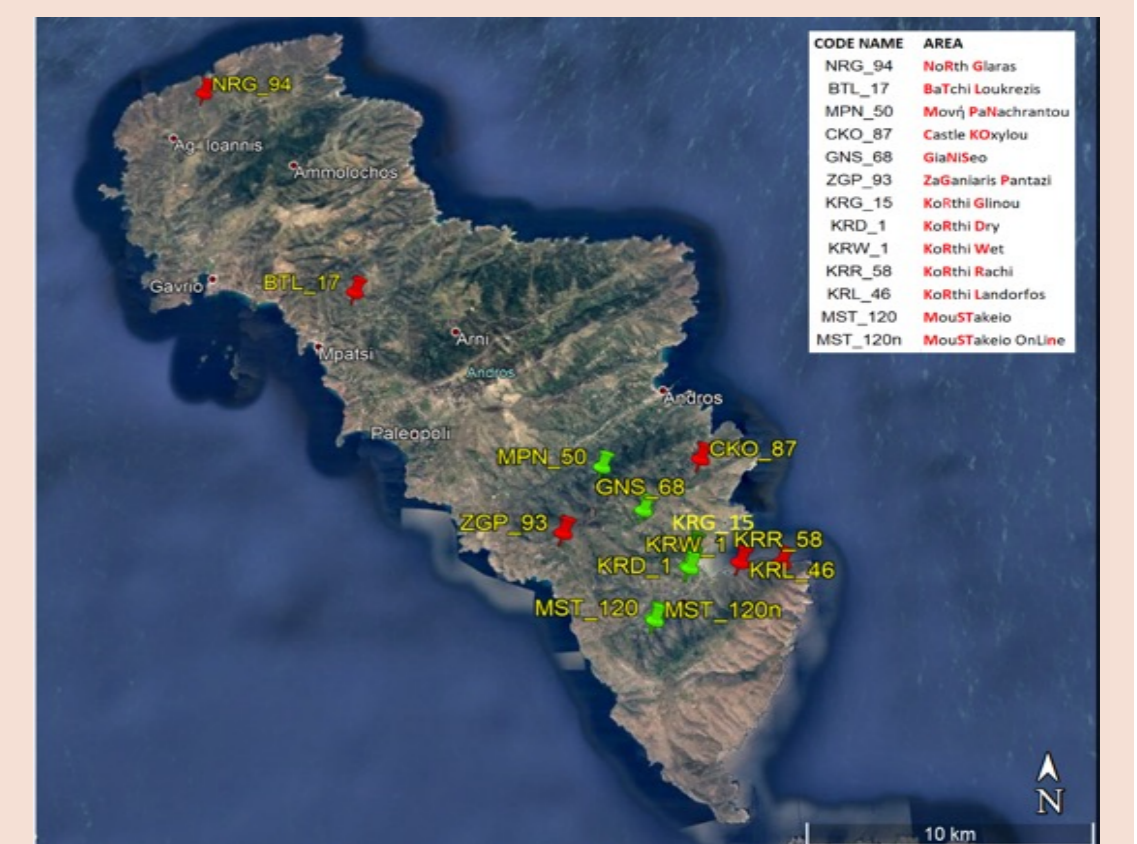 CODE NAME AREA
NRG_94 NoRth Glaras
BTL_17 BaTchi Loukrezis
MPN_50 Μονή PaNachrantou
CKO_87 Castle KOxylou
GNS_68 GiaNiSeo
ZGP_93 ZaGaniaris Pantazi
KRG_15 KoRthi Glinou
KRD_1 KoRthi Dry
KRW_1 KoRthi Wet
KRR_58 KoRthi Rachi
KRL_46 KoRthi Landorfos
MST_120 MouSTakeio
MST_120n MouSTakeio OnLine
NRG_94
Ag. Ioannis
Ammolochos
Gavrio
BTL_17
Arni
Mpatsi
Andros
Andros
Paleopoli
CKO_87
MPN_50
GNS_68
ZGP_93
KRG_15
KRW_1
KRR_58
KRD_1
KRL_46
MST_120
MST_120n
N
10 km